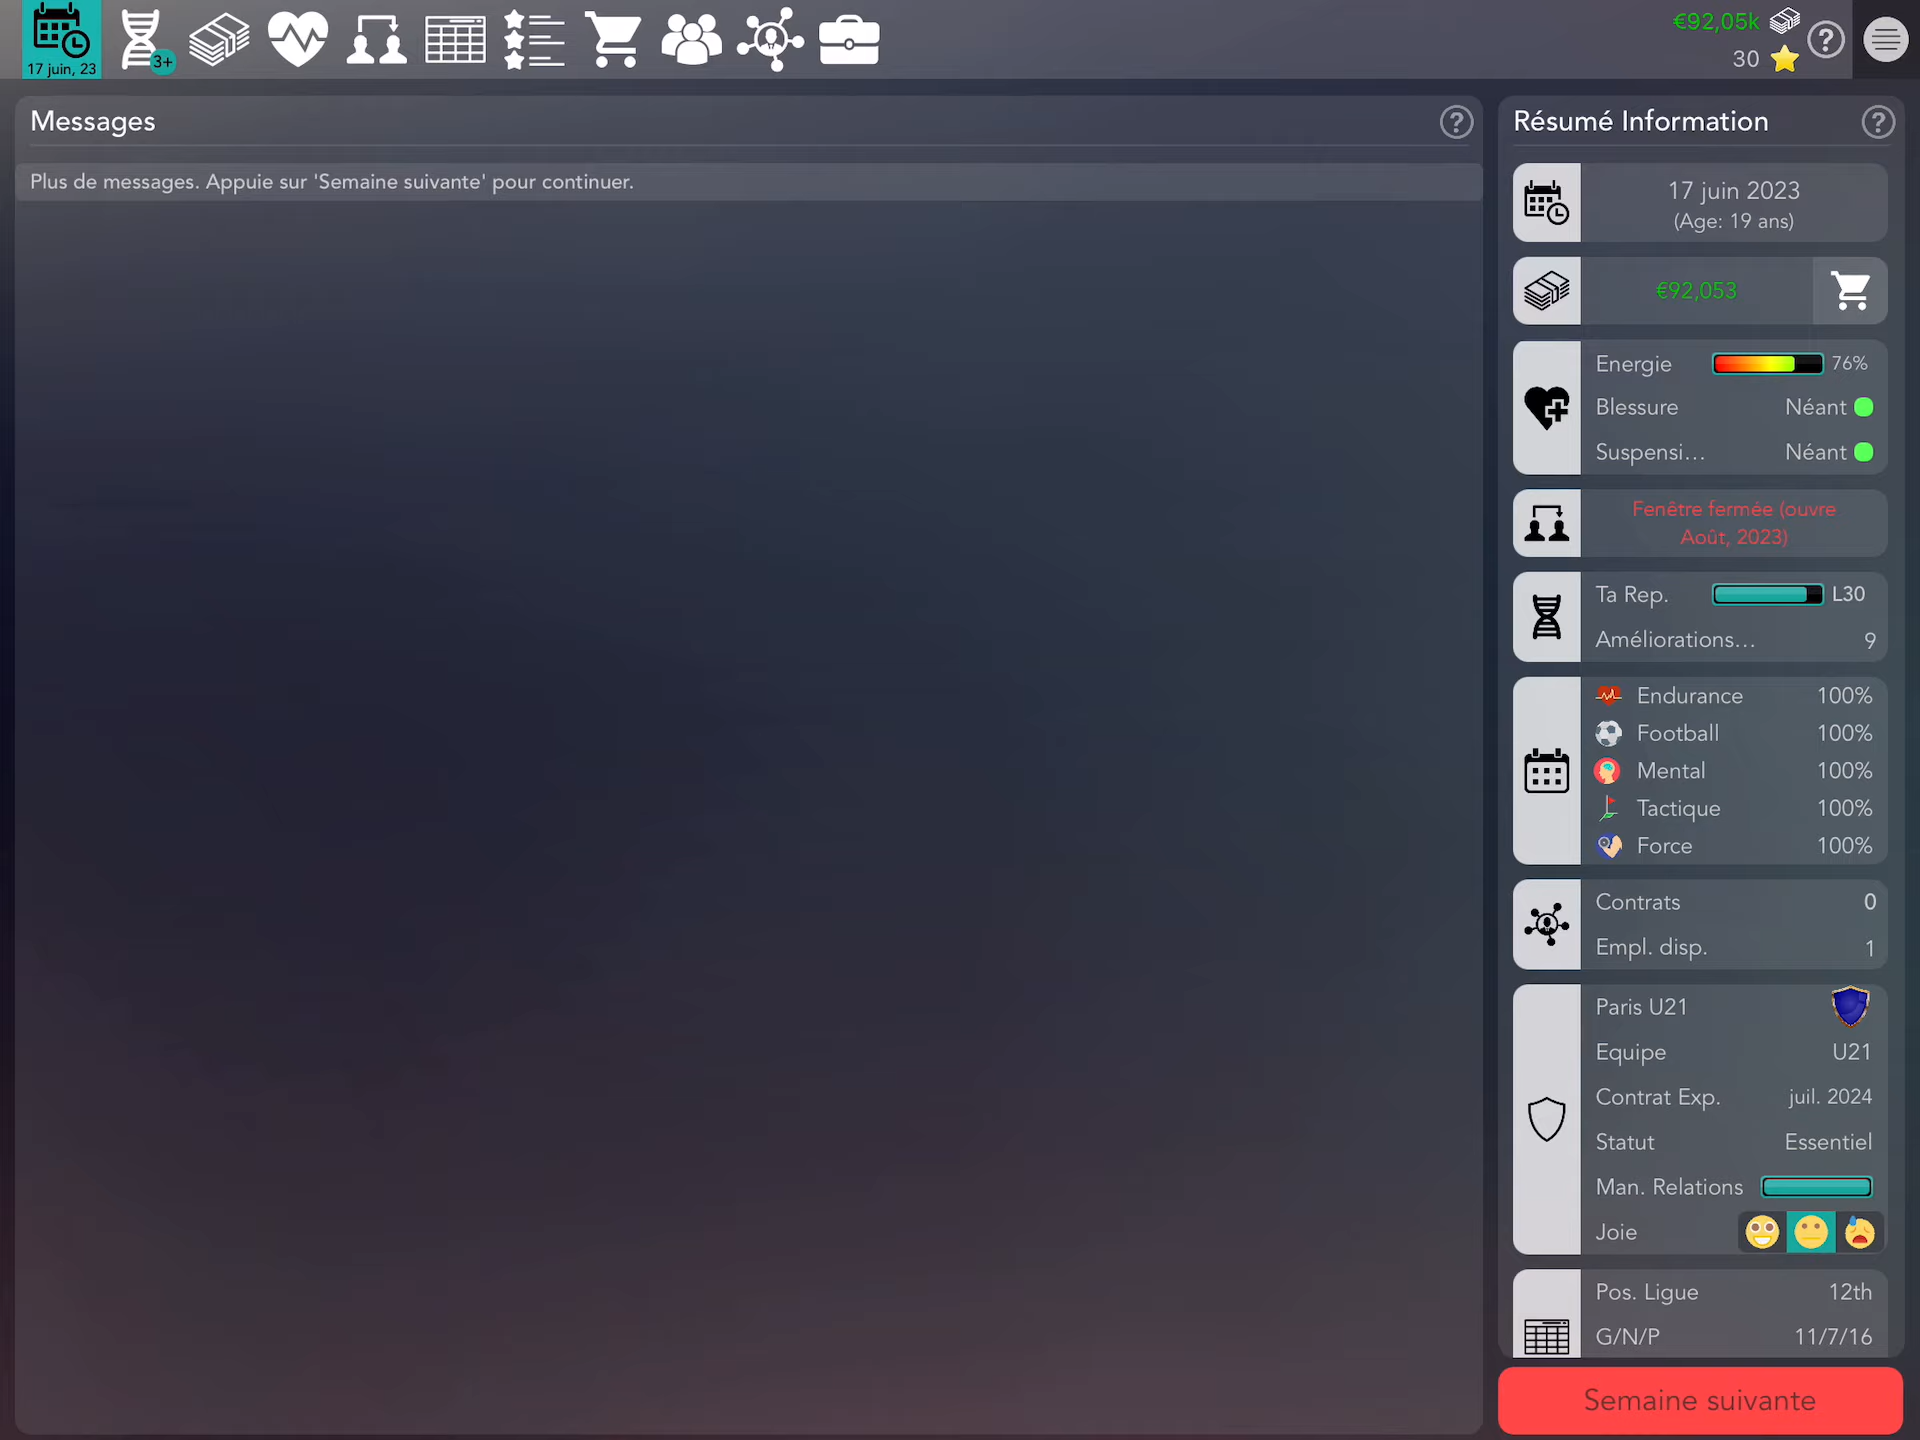 17 juin, 23
3+
€92,05k
30
Messages
Plus de messages. Appuie sur 'Semaine suivante' pour continuer.
Résumé Information
17 juin 2023
(Age: 19 ans)
€92,053
Energie 76%
Blessure Néant
Suspensi... Néant
Fenêtre fermée (ouvre
Août, 2023)
Ta Rep. L30
Améliorations... 9
Endurance 100%
Football 100%
Mental 100%
Tactique 100%
Force 100%
Contrats 0
Empl. disp. 1
Paris U21
Equipe U21
Contrat Exp. juil. 2024
Statut Essentiel
Man. Relations
Joie
Pos. Ligue 12th
G/N/P 11/7/16
Semaine suivante